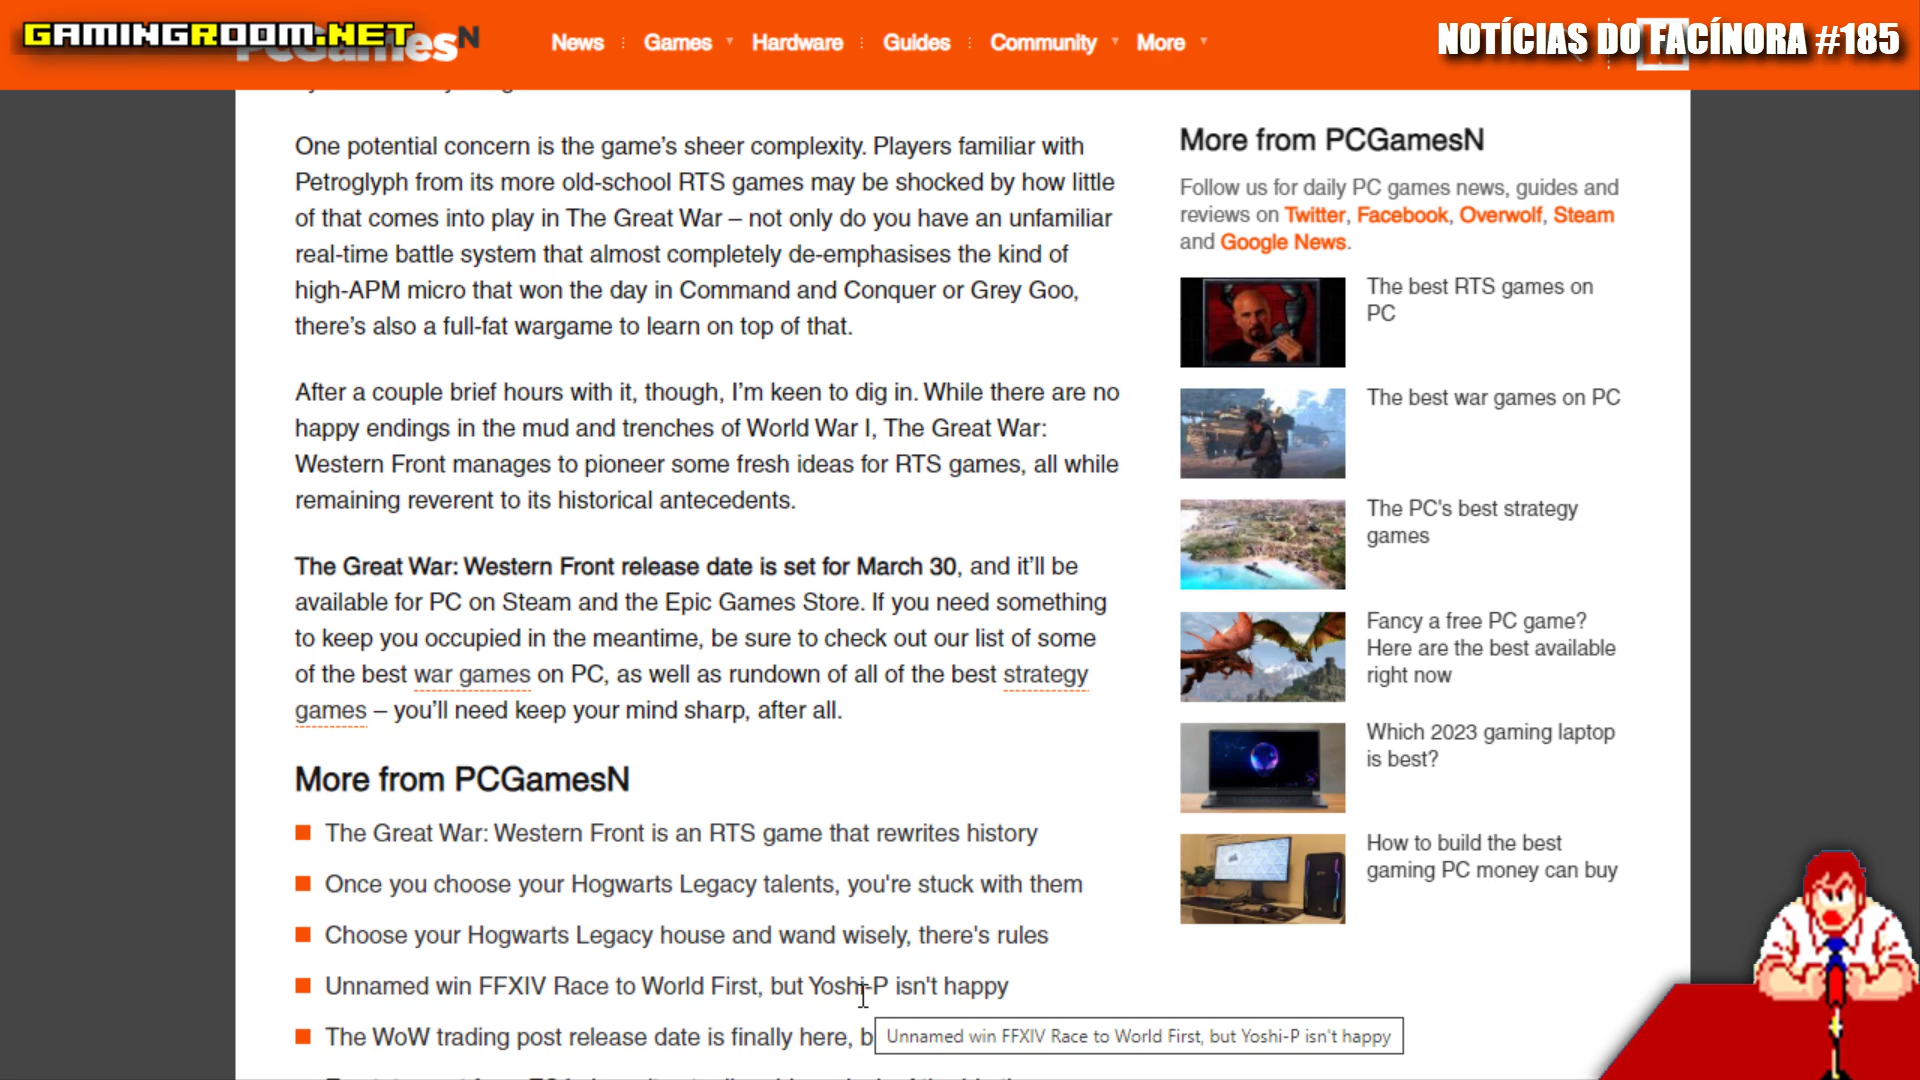 GAMINGROOM.NET
PCGamesN
News
Games
Hardware
Guides
Community
More
NOTÍCIAS DO FACÍNORA #185
One potential concern is the game’s sheer complexity. Players familiar with
Petroglyph from its more old-school RTS games may be shocked by how little
of that comes into play in The Great War – not only do you have an unfamiliar
real-time battle system that almost completely de-emphasises the kind of
high-APM micro that won the day in Command and Conquer or Grey Goo,
there’s also a full-fat wargame to learn on top of that.
After a couple brief hours with it, though, I’m keen to dig in. While there are no
happy endings in the mud and trenches of World War I, The Great War:
Western Front manages to pioneer some fresh ideas for RTS games, all while
remaining reverent to its historical antecedents.
The Great War: Western Front release date is set for March 30, and it’ll be
available for PC on Steam and the Epic Games Store. If you need something
to keep you occupied in the meantime, be sure to check out our list of some
of the best war games on PC, as well as rundown of all of the best strategy
games – you’ll need keep your mind sharp, after all.
More from PCGamesN
The Great War: Western Front is an RTS game that rewrites history
Once you choose your Hogwarts Legacy talents, you're stuck with them
Choose your Hogwarts Legacy house and wand wisely, there's rules
Unnamed win FFXIV Race to World First, but Yoshi-P isn't happy
The WoW trading post release date is finally here, b
Unnamed win FFXIV Race to World First, but Yoshi-P isn't happy
More from PCGamesN
Follow us for daily PC games news, guides and
reviews on Twitter, Facebook, Overwolf, Steam
and Google News.
The best RTS games on
PC
The best war games on PC
The PC's best strategy
games
Fancy a free PC game?
Here are the best available
right now
Which 2023 gaming laptop
is best?
How to build the best
gaming PC money can buy